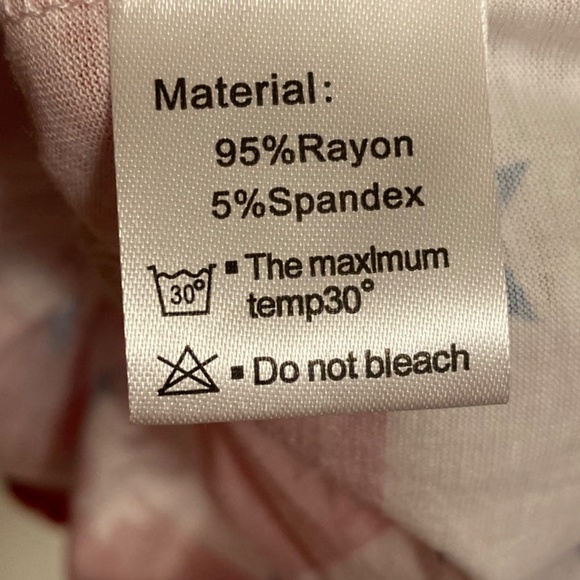 Material:
95%Rayon
5%Spandex
30° ▪ The maxImum
temp30°
▪ Do not bleach